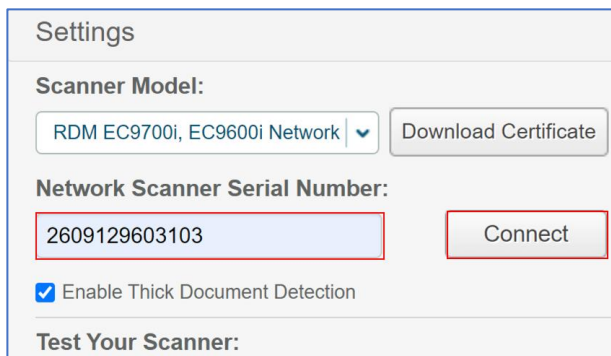 Settings
Scanner Model:
RDM EC9700i, EC9600i Network Download Certificate
Network Scanner Serial Number:
2609129603103 Connect
Enable Thick Document Detection
Test Your Scanner: